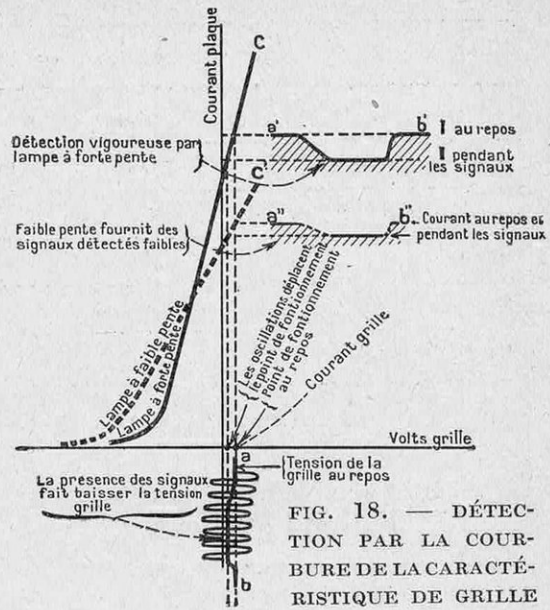 Courant plaque
C
a'
b'
I au repos
I pendant
les signaux
Détection vigoureuse par
lampe à forte pente
C'
a"
b"
Courant au repos et
pendant les signaux
Faible pente fournit des
signaux détectés faibles
Lampe à faible pente
Lampe à forte pente
Les oscillations déplacent
le point de fontionnement
Point de fontionnement
au repos
Courant grille
Volts grille
a
Tension de la
grille au repos
La présence des signaux
fait baisser la tension
grille
b
FIG. 18. — DÉTEC-
TION PAR LA COUR-
BURE DE LA CARACTÉ-
RISTIQUE DE GRILLE